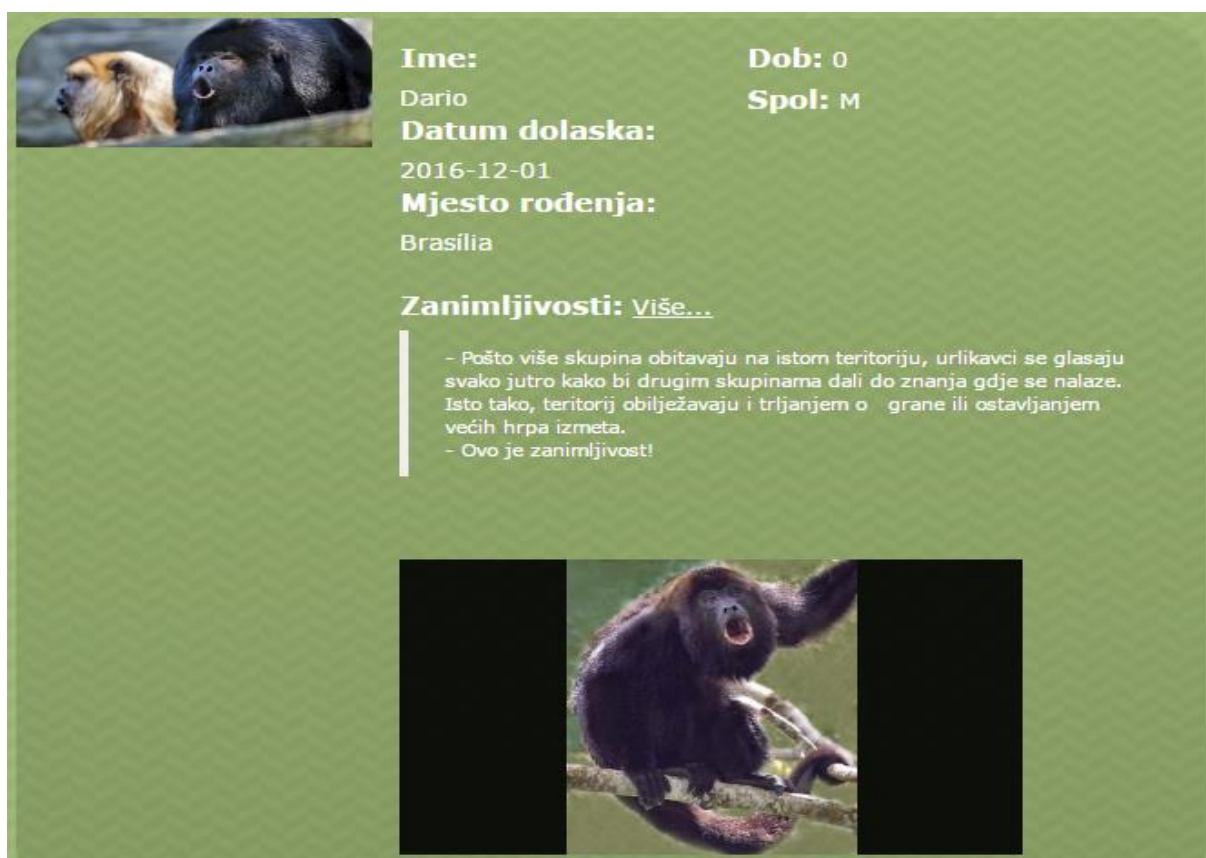 Ime:
Dario
Datum dolaska:
2016-12-01
Mjesto rođenja:
Brasília
Dob: 0
Spol: M
Zanimljivosti: Više...
- Pošto više skupina obitavaju na istom teritoriju, urlikavci se glasaju
svako jutro kako bi drugim skupinama dali do znanja gdje se nalaze.
Isto tako, teritorij obilježavaju i trljanjem o grane ili ostavljanjem
većih hrpa izmeta.
- Ovo je zanimljivost!